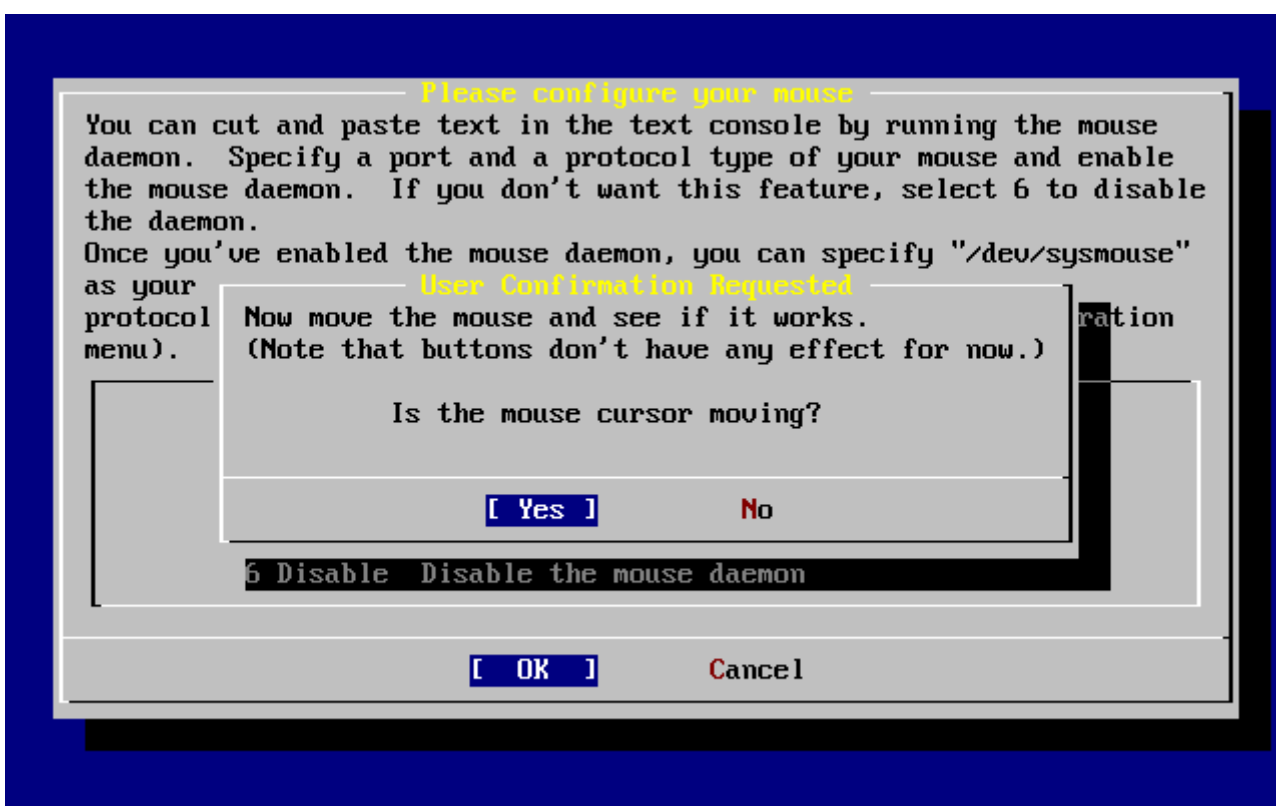 Please configure your mouse
You can cut and paste text in the text console by running the mouse
daemon.  Specify a port and a protocol type of your mouse and enable
the mouse daemon.  If you don't want this feature, select 6 to disable
the daemon.
Once you've enabled the mouse daemon, you can specify "/dev/sysmouse"
as your
protocol ration
menu).
User Confirmation Requested
Now move the mouse and see if it works.
(Note that buttons don't have any effect for now.)
Is the mouse cursor moving?
[ Yes ] No
6 Disable  Disable the mouse daemon
[ OK ] Cancel